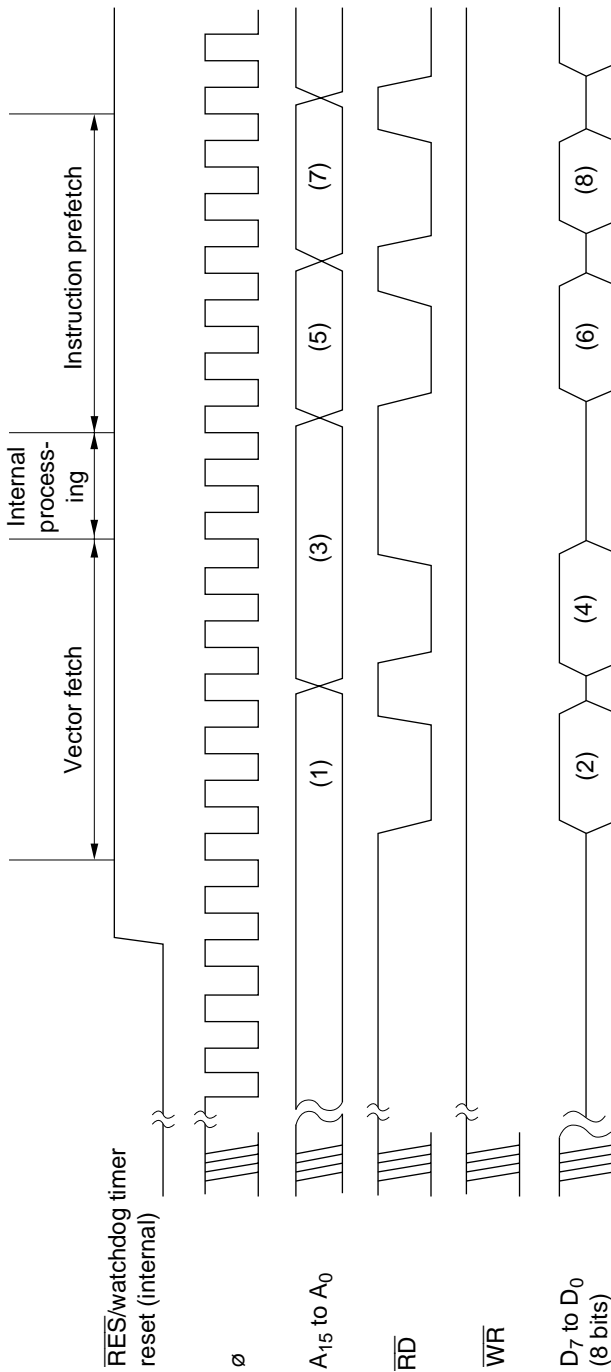 Vector fetch
Internal
process-
ing
Instruction prefetch
RES/watchdog timer
reset (internal)
ø
A15 to A0
(1)
(3)
(5)
(7)
RD
WR
D7 to D0
(8 bits)
(2)
(4)
(6)
(8)